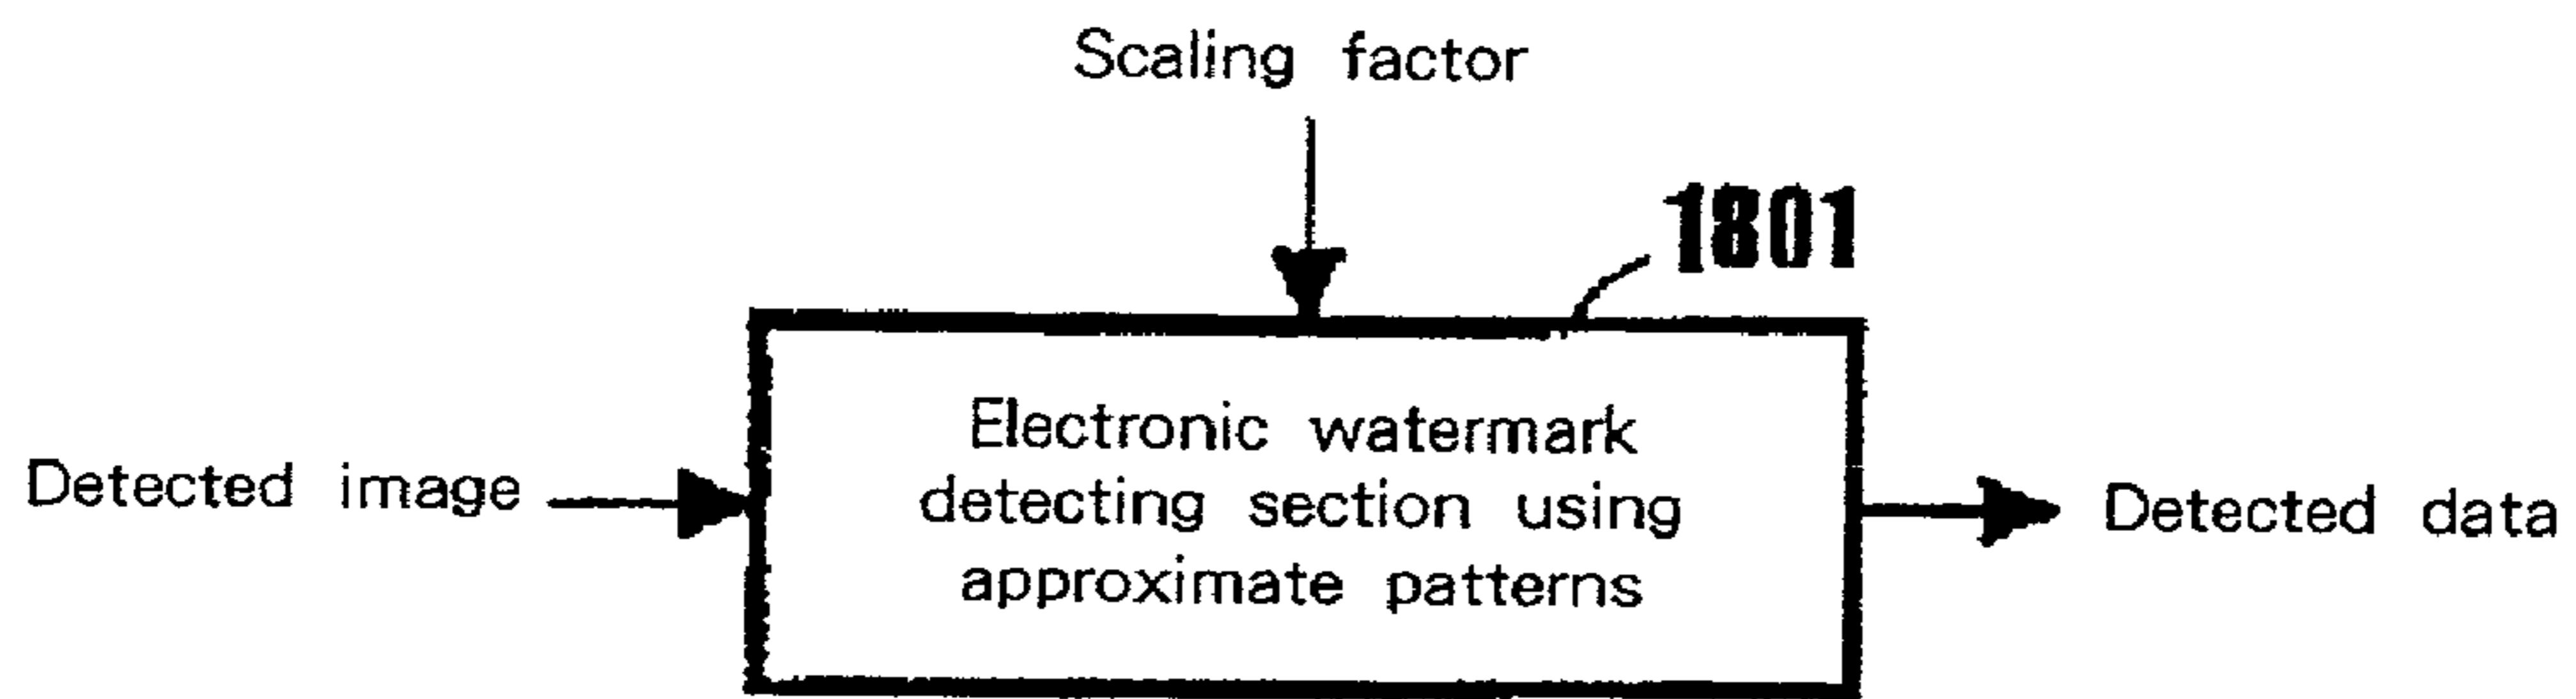 Scaling factor
1801
Electronic watermark
detecting section using
approximate patterns
Detected image
Detected data